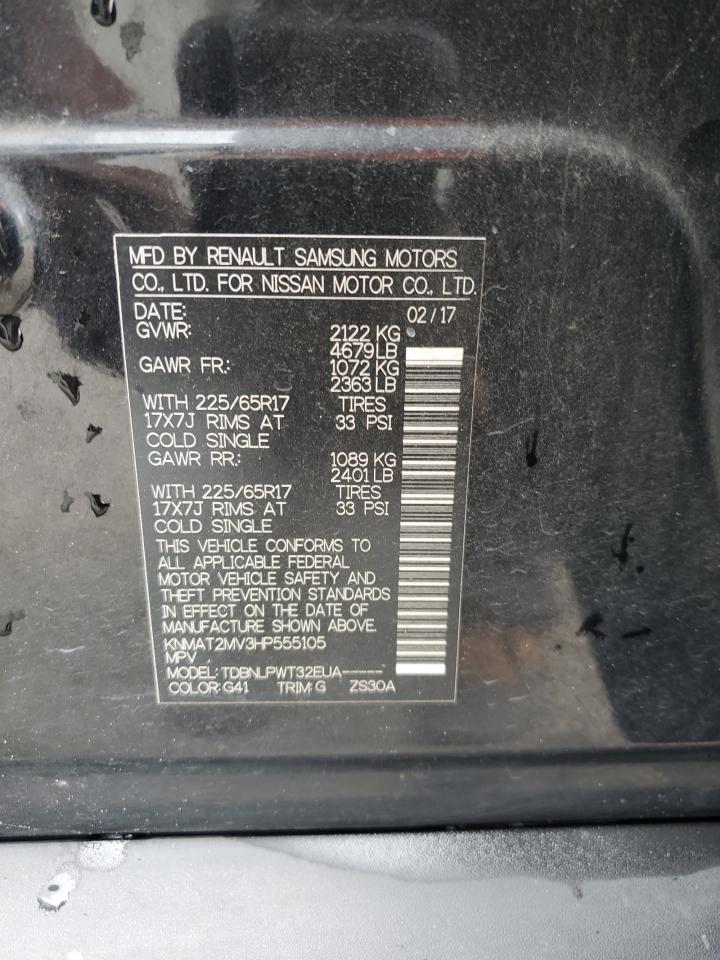 MFD BY RENAULT SAMSUNG MOTORS
CO., LTD. FOR NISSAN MOTOR CO., LTD.
DATE: 02/17
GVWR: 2122 KG
4679 LB
GAWR FR.: 1072 KG
2363 LB
WITH 225/65R17 TIRES
17X7J RIMS AT 33 PSI
COLD SINGLE
GAWR RR.: 1089 KG
2401 LB
WITH 225/65R17 TIRES
17X7J RIMS AT 33 PSI
COLD SINGLE
THIS VEHICLE CONFORMS TO
ALL APPLICABLE FEDERAL
MOTOR VEHICLE SAFETY AND
THEFT PREVENTION STANDARDS
IN EFFECT ON THE DATE OF
MANUFACTURE SHOWN ABOVE.
KNMAT2MV3HP555105
MPV
MODEL: TDBNLPWT32EUA-----
COLOR: G41 TRIM: G ZS30A